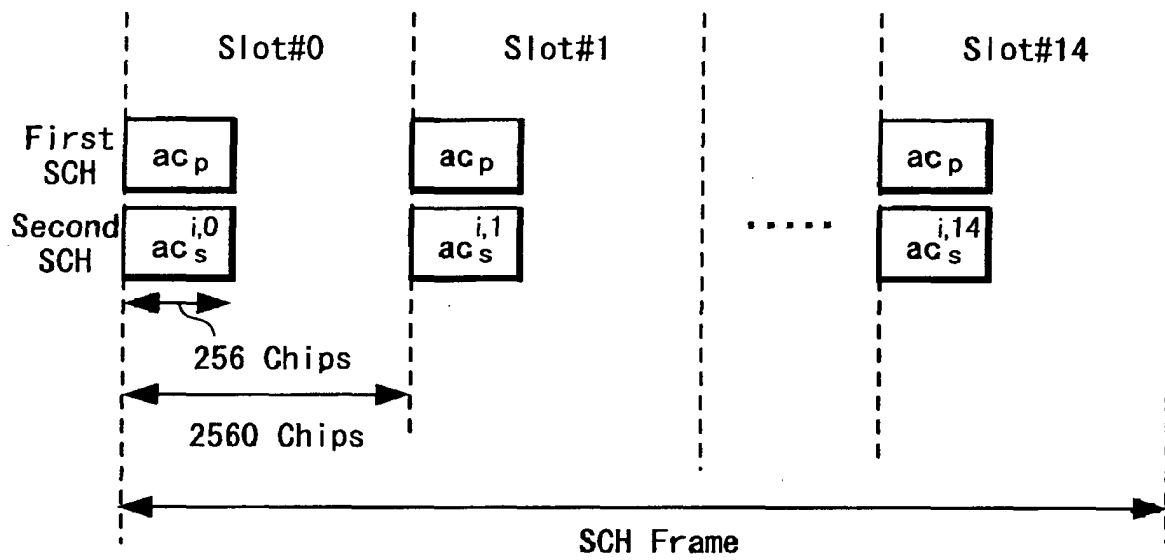 Slot#0 Slot#1 Slot#14
First SCH ac p ac p ac p
Second SCH ac s i,0 ac s i,1 ..... ac s i,14
256 Chips
2560 Chips
SCH Frame